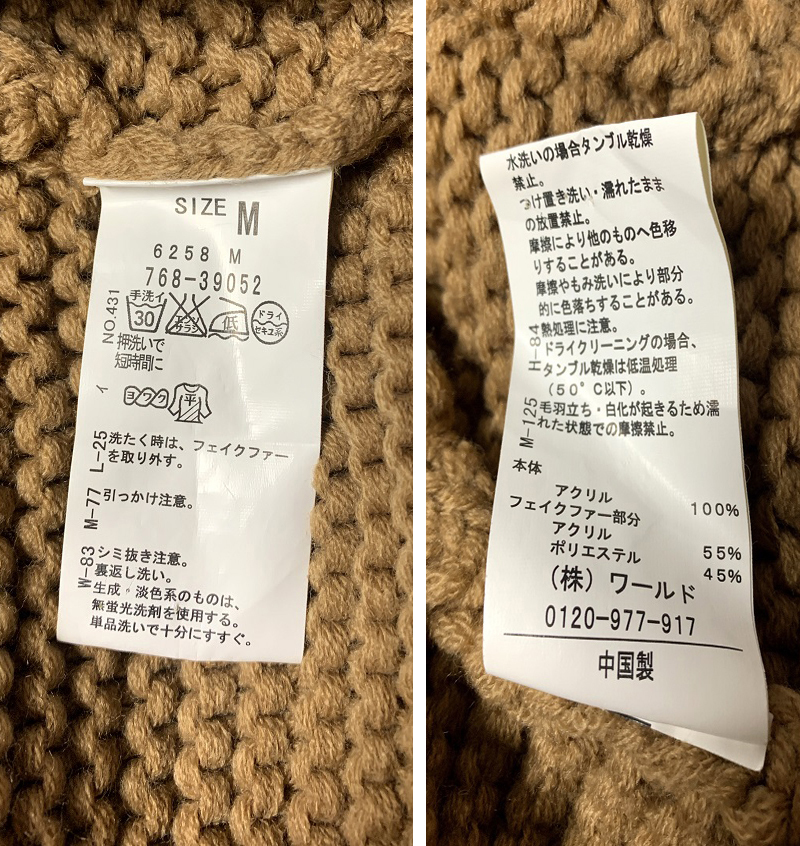 SIZE M
6258 M
768-39052
NO.431
手洗イ
30
エンソ
サラシ
低
ドライ
セキユ系
押洗いで
短時間に
イ
ヨワク
平
L-25
洗たく時は、フェイクファー
を取り外す。
M-77
引っかけ注意。
W-83
シミ抜き注意。
裏返し洗い。
生成・淡色系のものは、
無蛍光洗剤を使用する。
単品洗いで十分にすすぐ。
水洗いの場合タンブル乾燥
禁止。
つけ置き洗い・濡れたまま
の放置禁止。
摩擦により他のものへ色移
りすることがある。
摩擦やもみ洗いにより部分
的に色落ちすることがある。
H-84
熱処理に注意。
ドライクリーニングの場合、
タンブル乾燥は低温処理
(50°C以下)。
M-125
毛羽立ち・白化が起きるため濡
れた状態での摩擦禁止。
本体
アクリル 100%
フェイクファー部分
アクリル 55%
ポリエステル 45%
(株) ワールド
0120-977-917
中国製